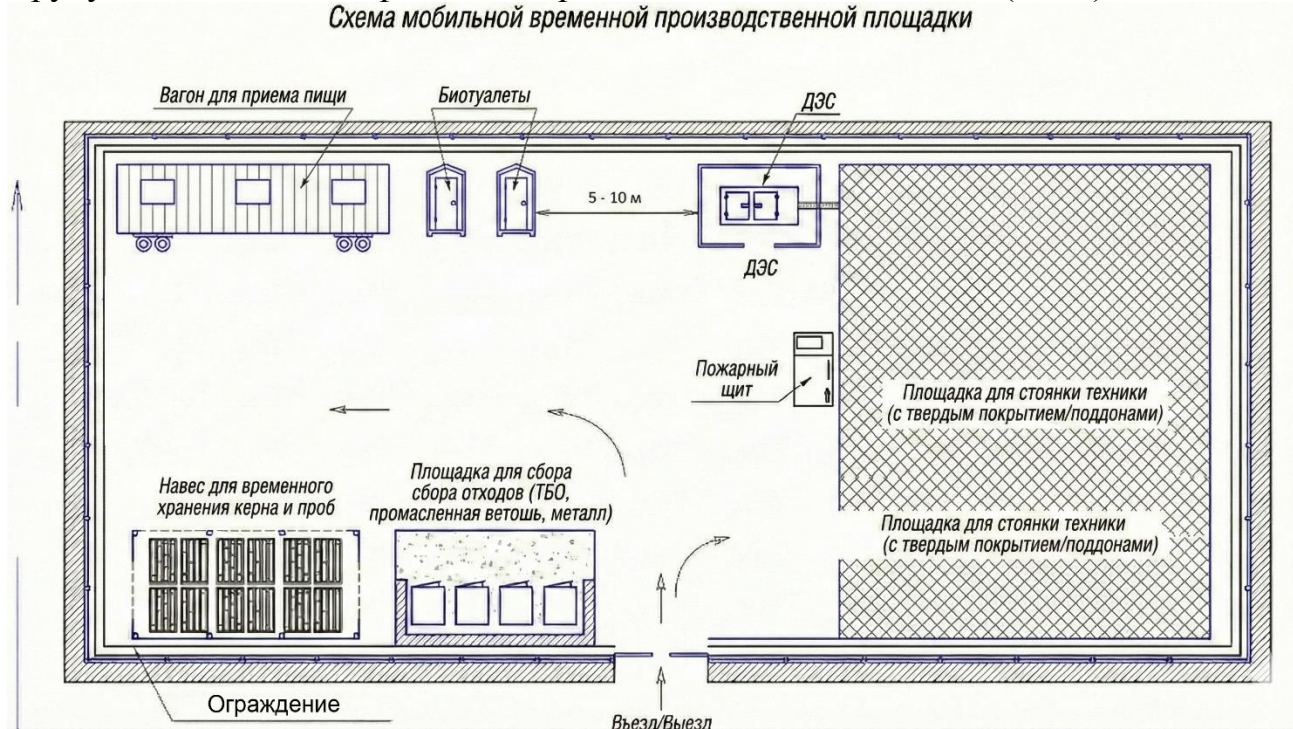 Схема мобильной временной производственной площадки
Вагон для приема пищи
Биотуалеты
ДЭС
5 - 10 м
ДЭС
Пожарный
щит
Площадка для стоянки техники
(с твердым покрытием/поддонами)
Навес для временного
хранения керна и проб
Площадка для сбора
сбора отходов (ТБО,
промасленная ветошь, металл)
Площадка для стоянки техники
(с твердым покрытием/поддонами)
Ограждение
Въезд/Выезд